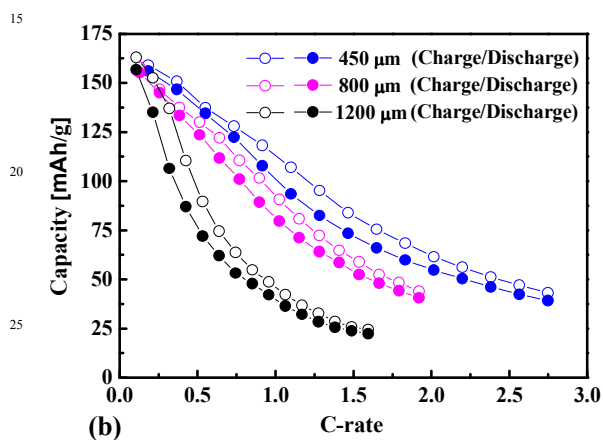 15
175
450 μm (Charge/Discharge)
800 μm (Charge/Discharge)
1200 μm (Charge/Discharge)
150
125
20
100
75
50
25
25
0
Capacity [mAh/g]
0.0 0.5 1.0 1.5 2.0 2.5 3.0
(b)
C-rate